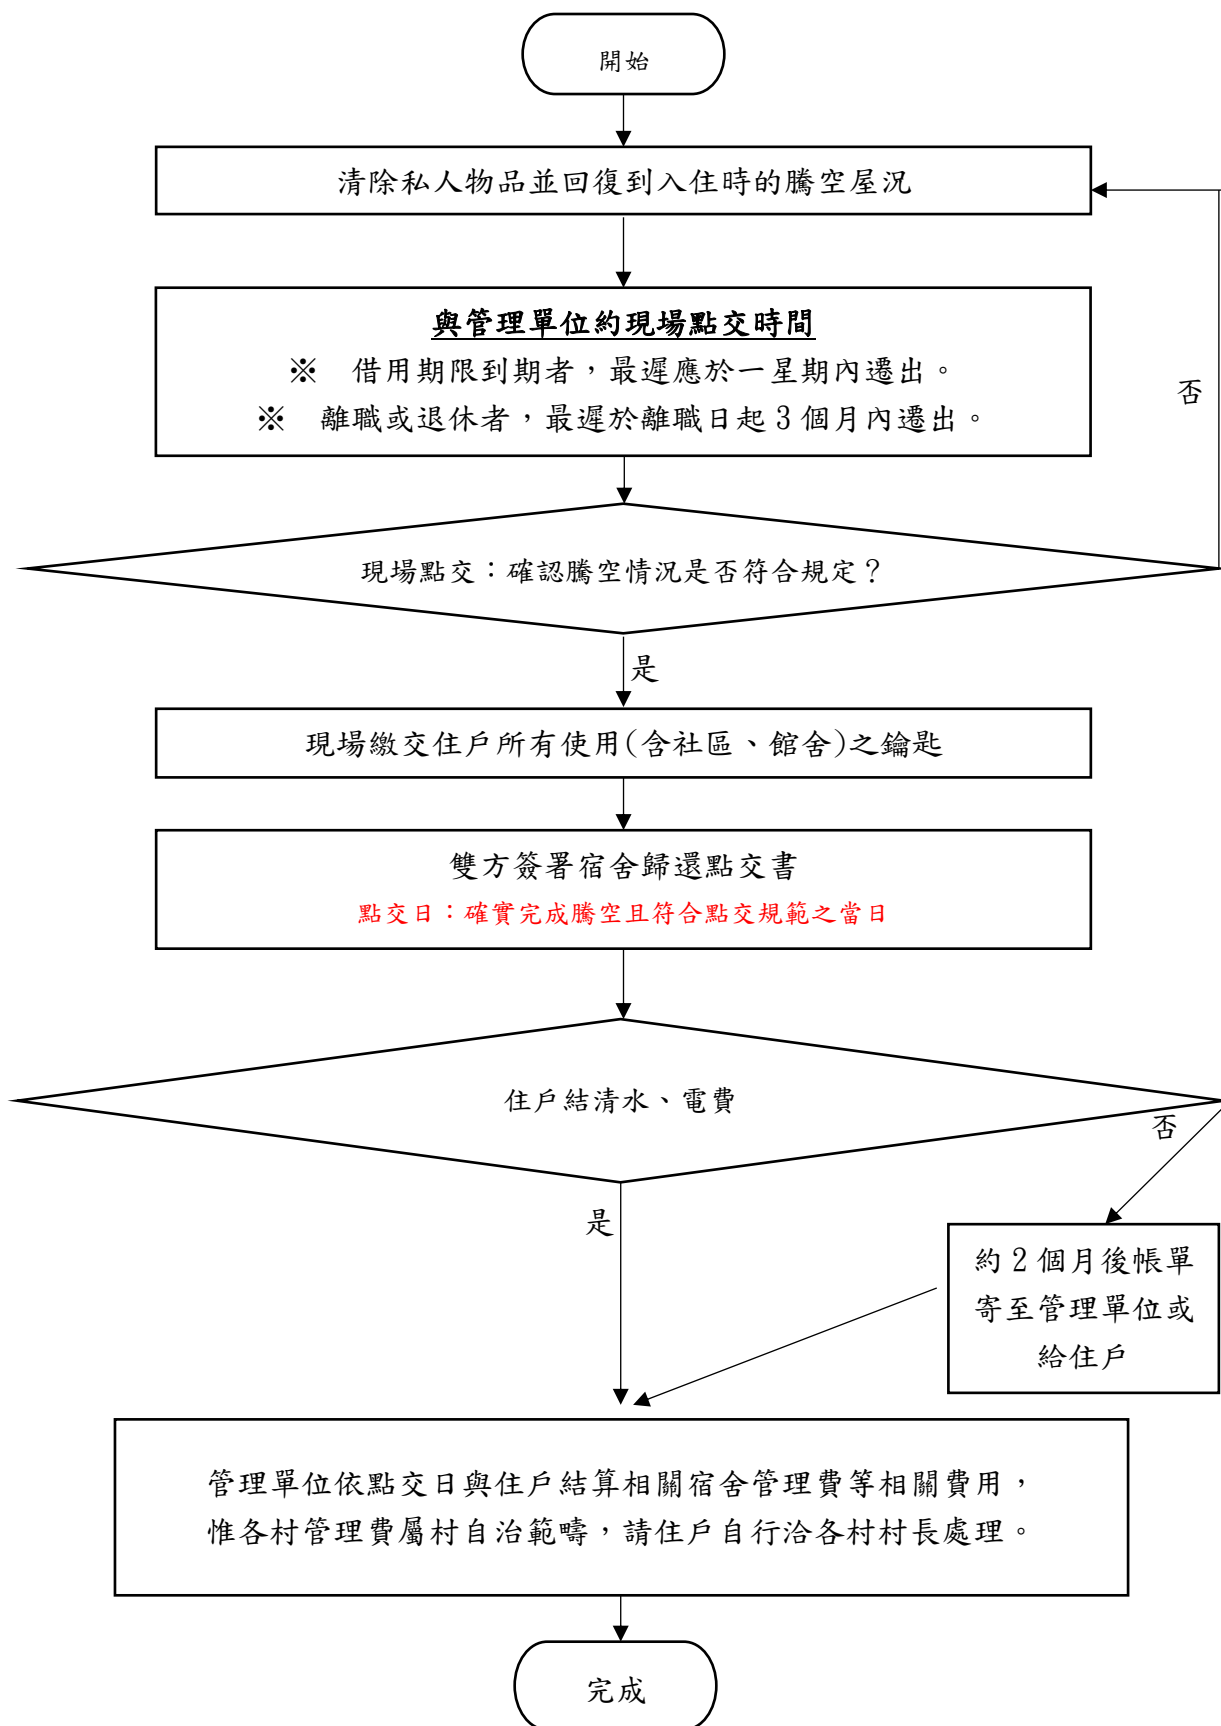 開始
清除私人物品並回復到入住時的騰空屋況
與管理單位約現場點交時間
※ 借用期限到期者，最遲應於一星期內遷出。
※ 離職或退休者，最遲於離職日起3個月內遷出。
否
現場點交：確認騰空情況是否符合規定？
是
現場繳交住戶所有使用(含社區、館舍)之鑰匙
雙方簽署宿舍歸還點交書
點交日：確實完成騰空且符合點交規範之當日
住戶結清水、電費
否
是
約2個月後帳單
寄至管理單位或
給住戶
管理單位依點交日與住戶結算相關宿舍管理費等相關費用，
惟各村管理費屬村自治範疇，請住戶自行洽各村村長處理。
完成